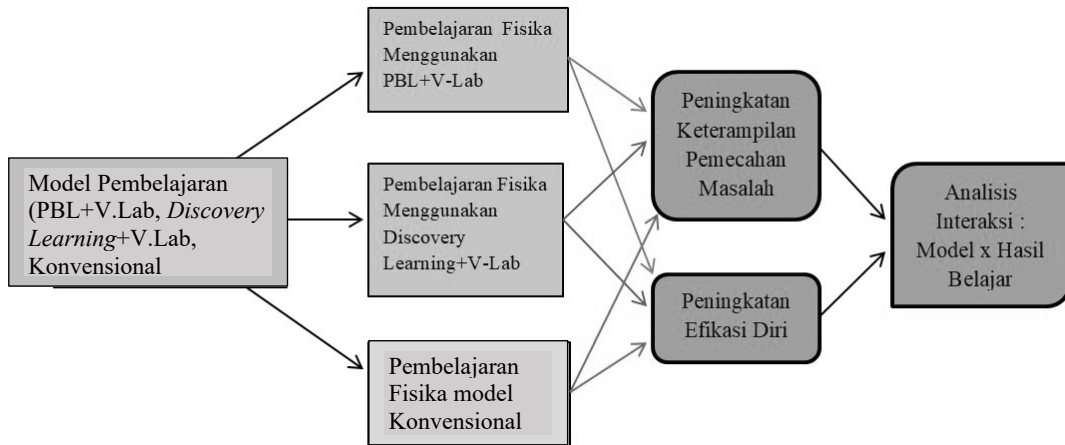 Model Pembelajaran
(PBL+V.Lab, Discovery
Learning+V.Lab,
Konvensional
Pembelajaran Fisika
Menggunakan
PBL+V-Lab
Pembelajaran Fisika
Menggunakan
Discovery
Learning+V-Lab
Pembelajaran
Fisika model
Konvensional
Peningkatan
Keterampilan
Pemecahan
Masalah
Peningkatan
Efikasi Diri
Analisis
Interaksi :
Model x Hasil
Belajar